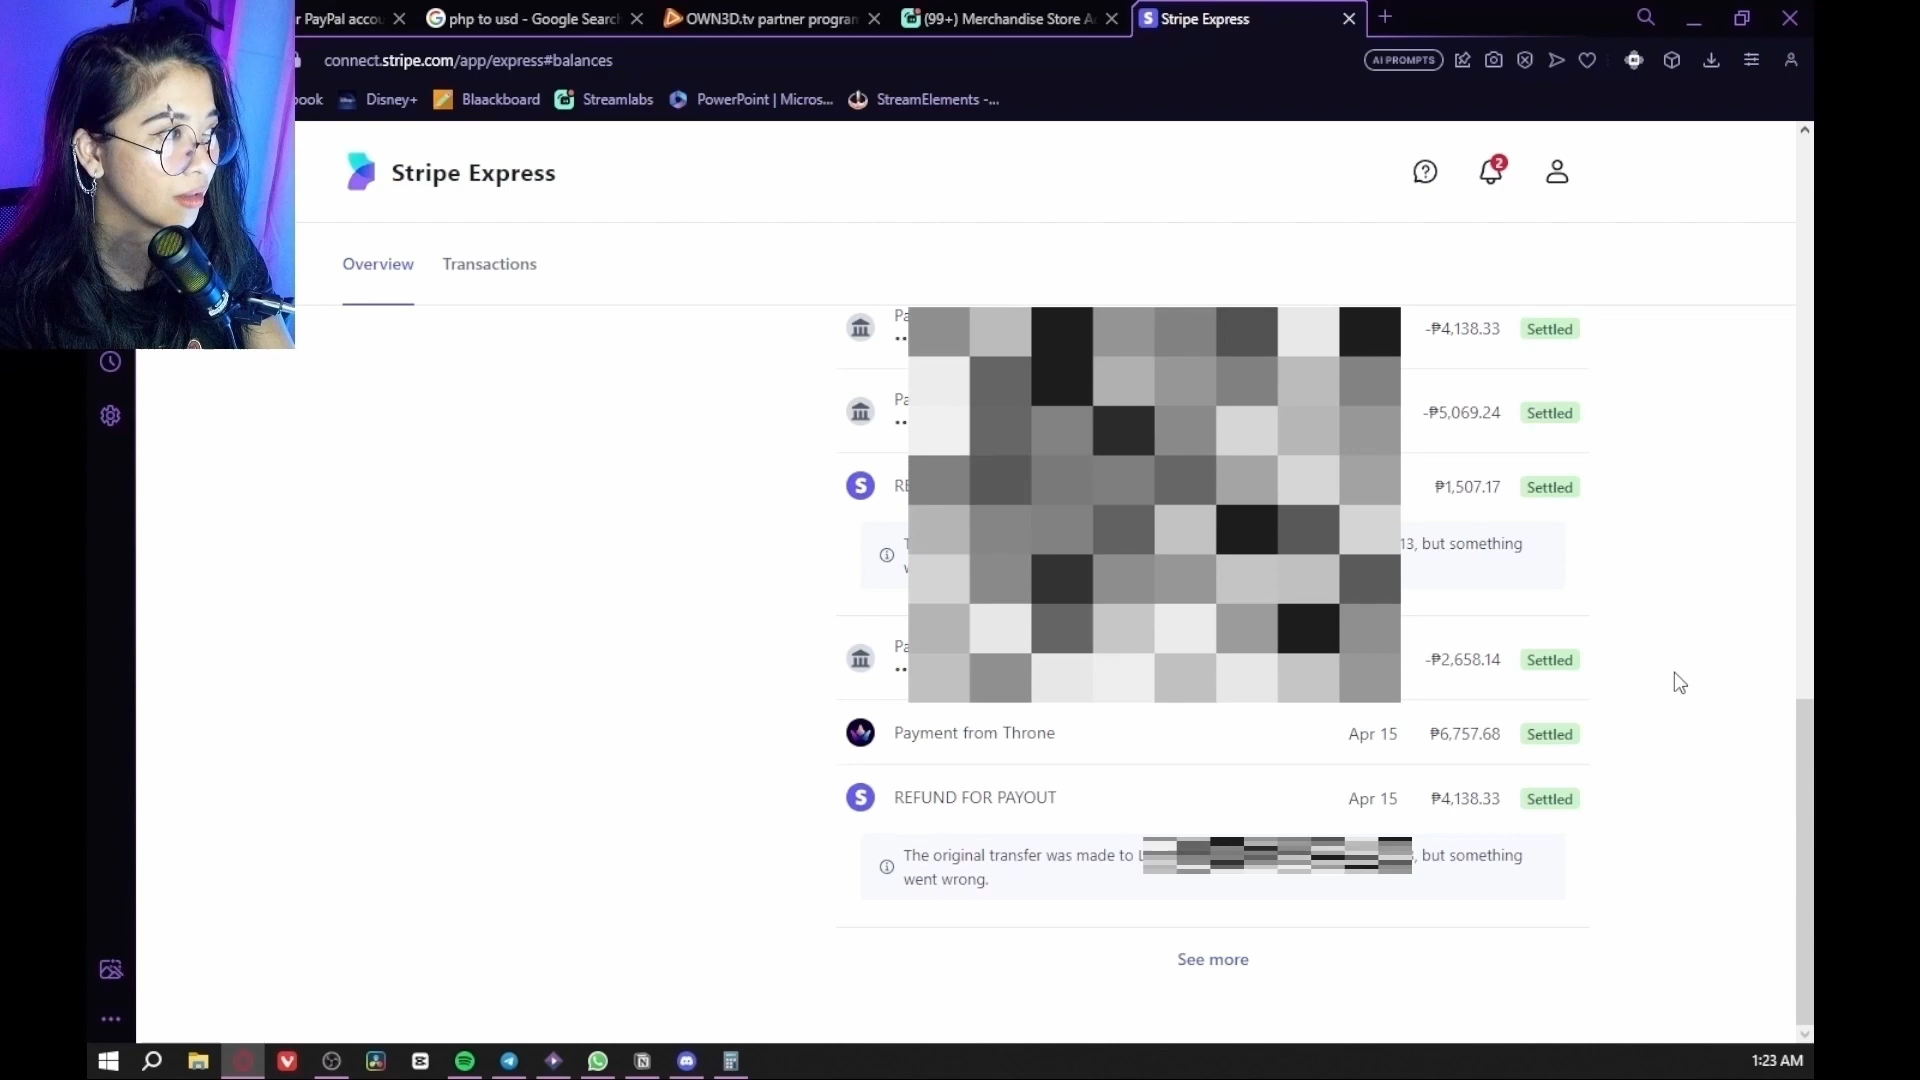 r PayPal accou
php to usd - Google Search
OWN3D.tv partner program
(99+) Merchandise Store A
Stripe Express
connect.stripe.com/app/express#balances
AI PROMPTS
book
Disney+
Blaackboard
Streamlabs
PowerPoint | Micros...
StreamElements -...
Stripe Express
2
Overview
Transactions
Pa
-₱4,138.33
Settled
••
Pa
-₱5,069.24
Settled
••
RE
₱1,507.17
Settled
13, but something
Pa
-₱2,658.14
Settled
••
Payment from Throne
Apr 15
₱6,757.68
Settled
REFUND FOR PAYOUT
Apr 15
₱4,138.33
Settled
The original transfer was made to
, but something
went wrong.
See more
1:23 AM